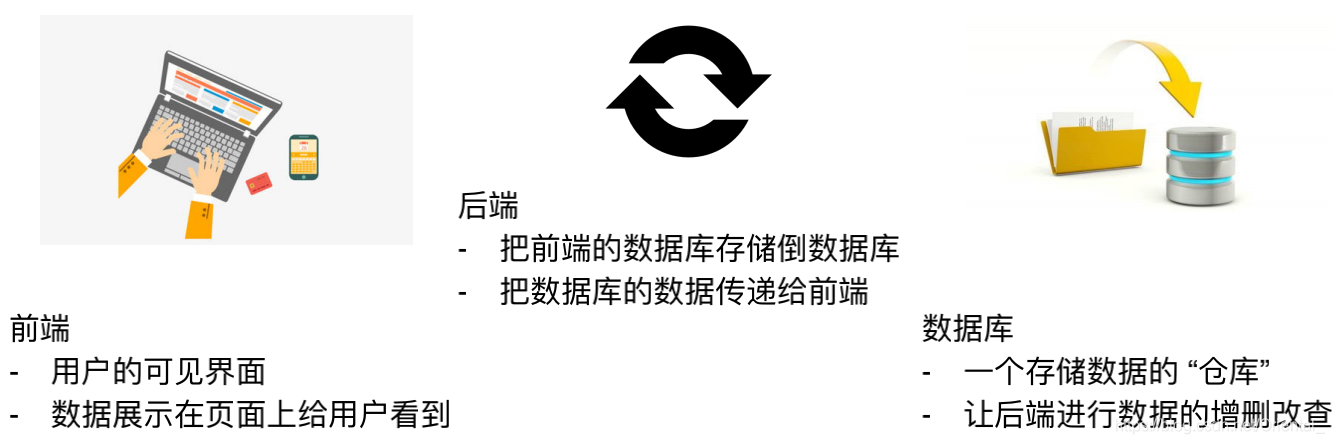 后端
- 把前端的数据库存储倒数据库
- 把数据库的数据传递给前端
前端
- 用户的可见界面
- 数据展示在页面上给用户看到
数据库
- 一个存储数据的 “仓库”
- 让后端进行数据的增删改查